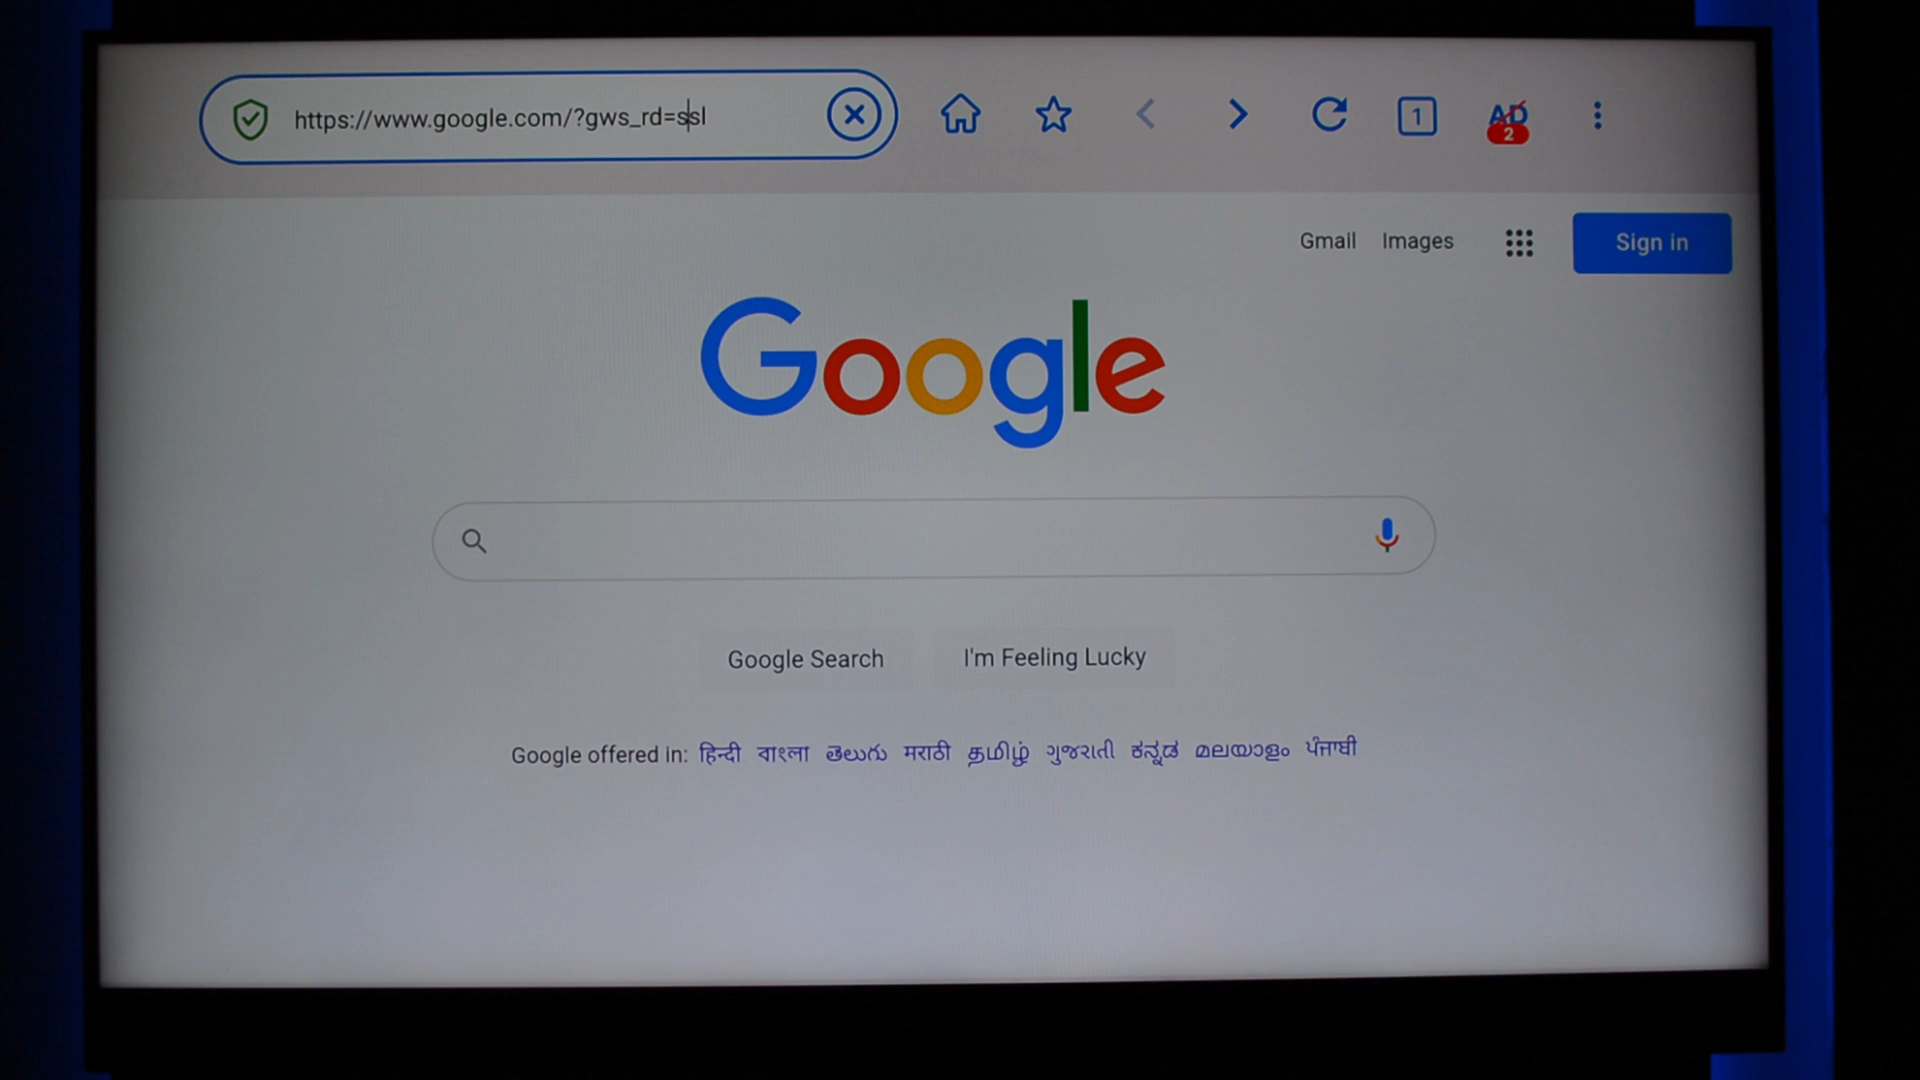 https://www.google.com/?gws_rd=ssl
1
AD
2
Gmail Images
Sign in
Google
Google Search I'm Feeling Lucky
Google offered in: हिन्दी বাংলা తెలుగు मराठी தமிழ் ગુજરાતી ಕನ್ನಡ മലയാളം ਪੰਜਾਬੀ